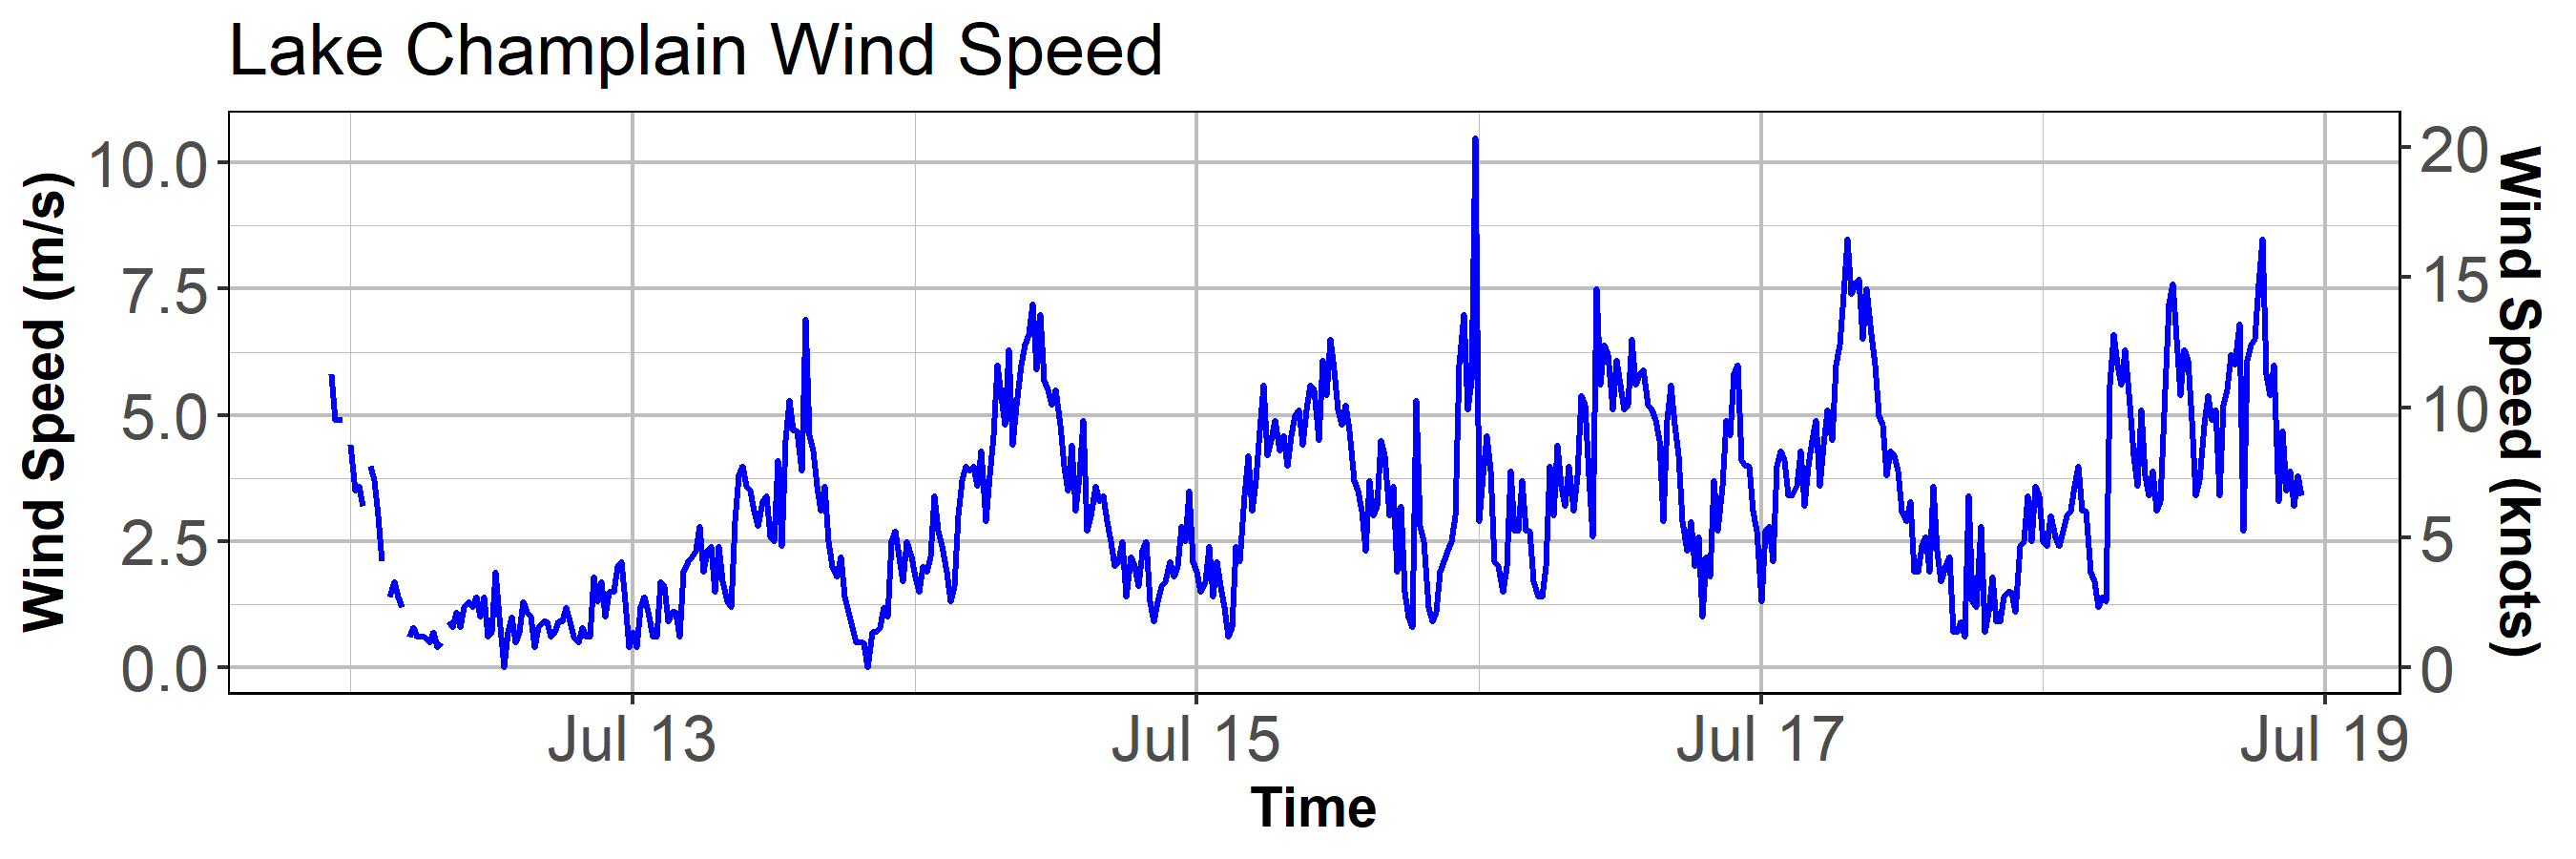 Lake Champlain Wind Speed
Wind Speed (m/s)
10.0
7.5
5.0
2.5
0.0
20
15
10
5
0
Wind Speed (knots)
Jul 13
Jul 15
Jul 17
Jul 19
Time